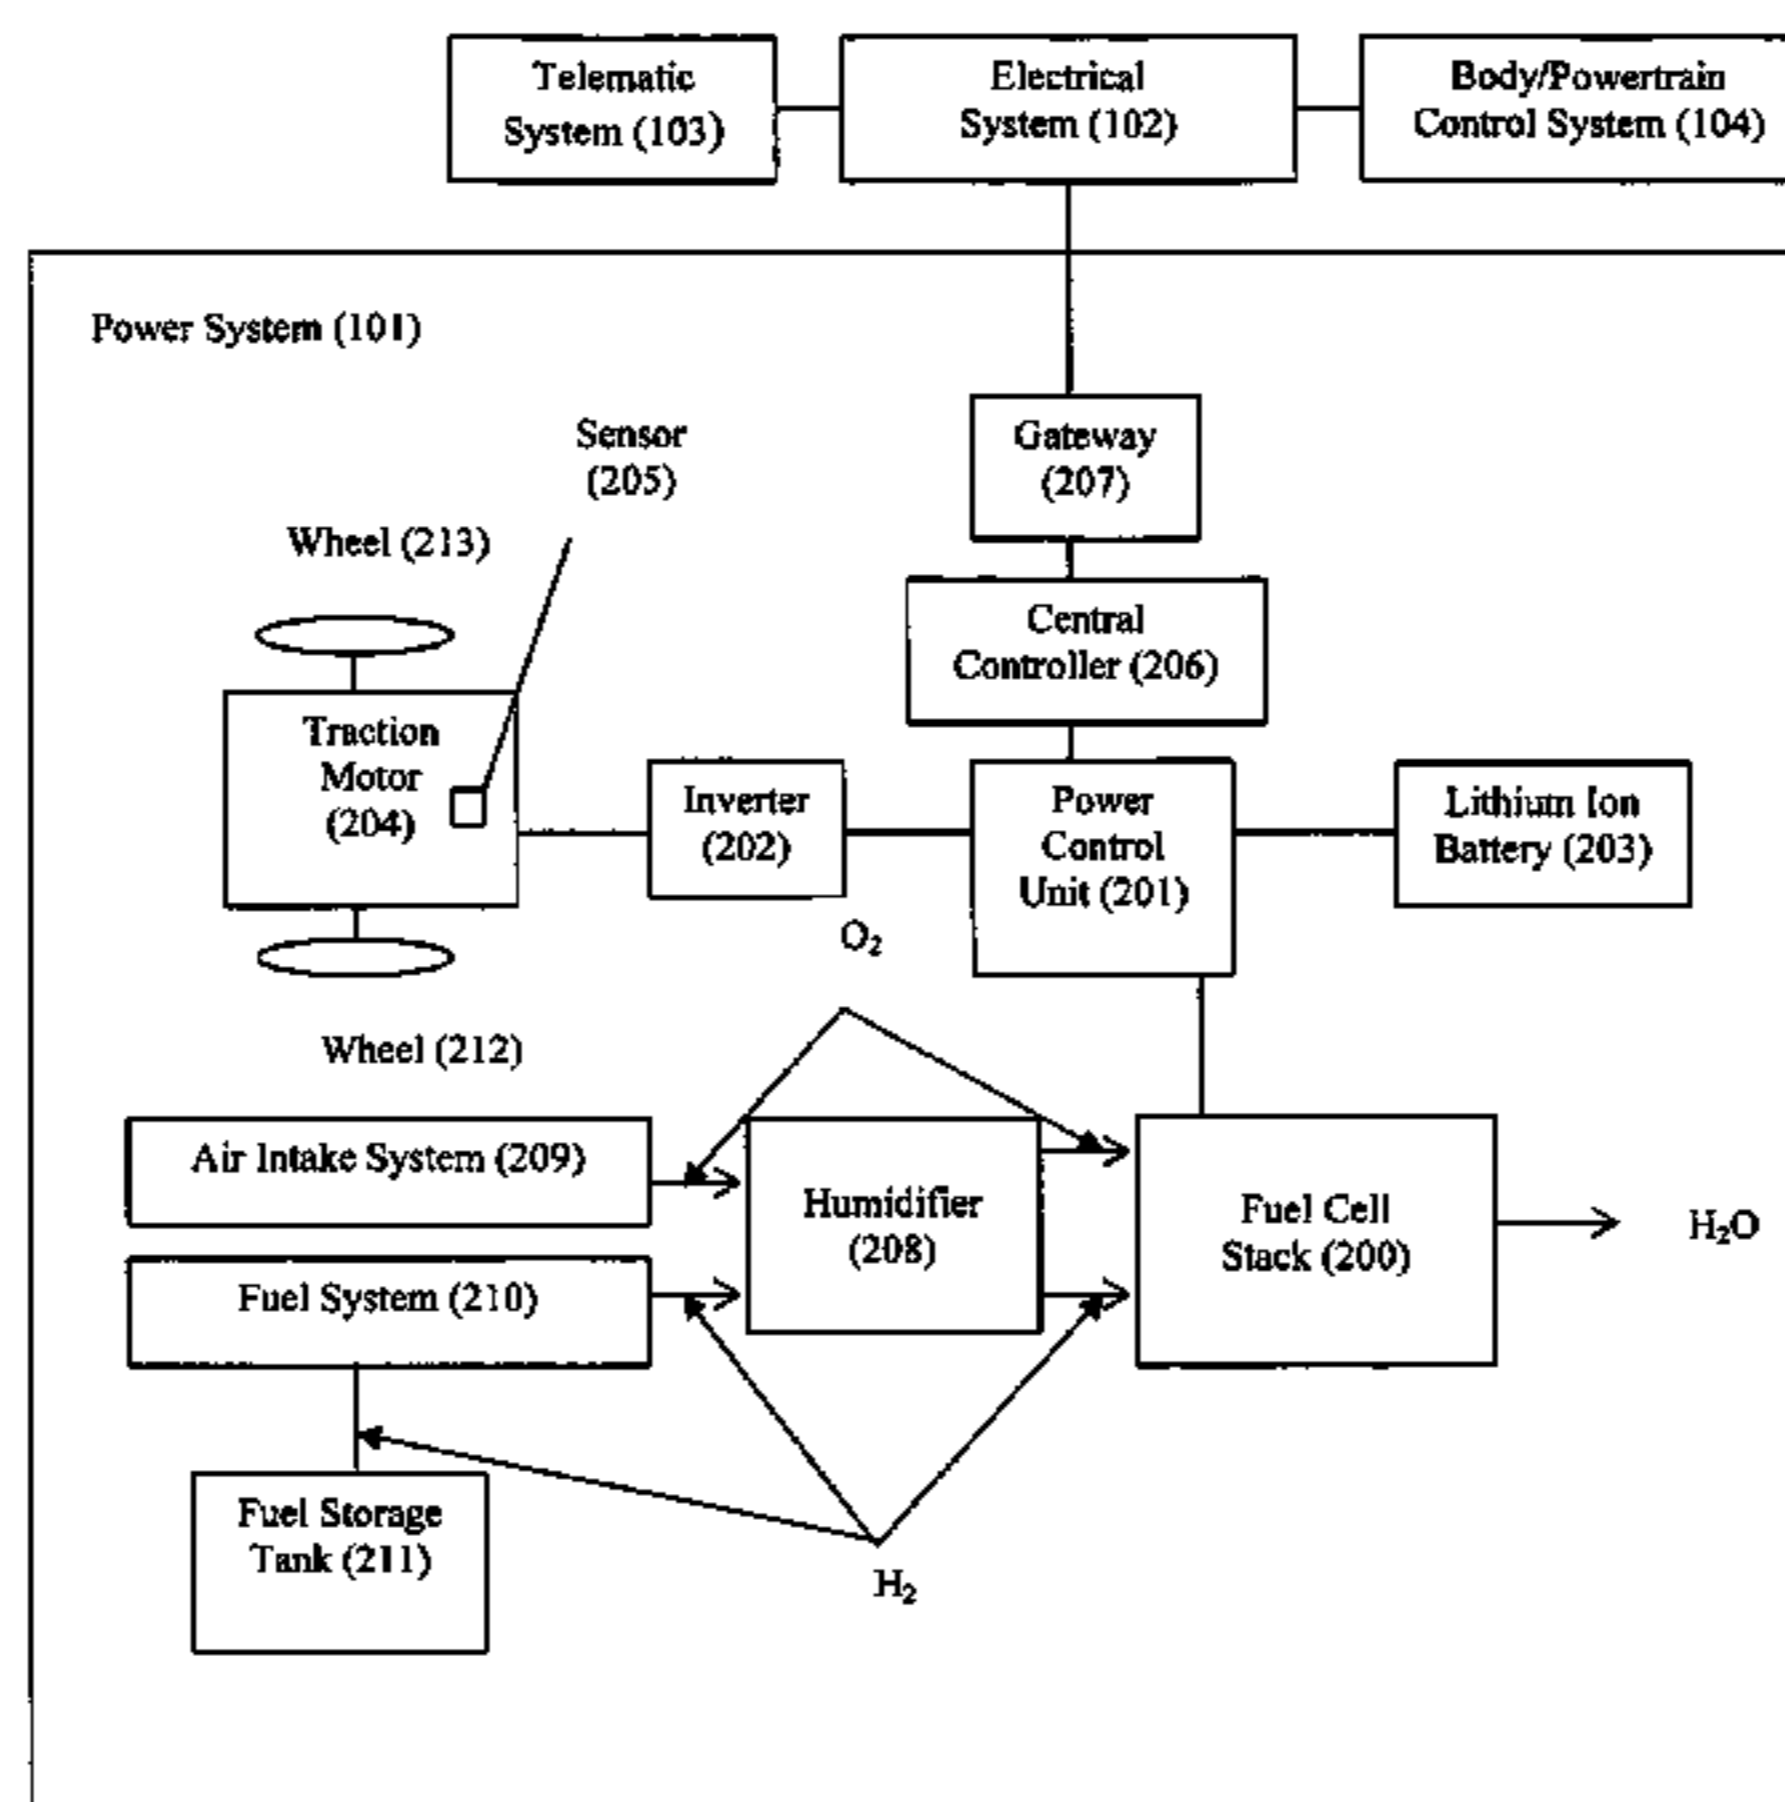 Telematic
System (103)
Electrical
System (102)
Body/Powertrain
Control System (104)
Power System (101)
Sensor
(205)
Gateway
(207)
Wheel (213)
Central
Controller (206)
Traction
Motor
(204)
Inverter
(202)
Power
Control
Unit (201)
Lithium Ion
Battery (203)
O₂
Wheel (212)
Air Intake System (209)
Humidifier
(208)
Fuel Cell
Stack (200)
H₂O
Fuel System (210)
Fuel Storage
Tank (211)
H₂